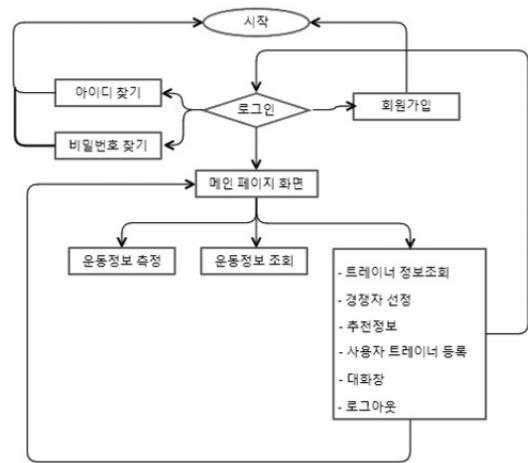 시작
아이디 찾기
로그인
회원가입
비밀번호 찾기
메인 페이지 화면
운동정보 측정
운동정보 조회
- 트레이너 정보조회
- 경쟁자 선정
- 추천정보
- 사용자 트레이너 등록
- 대화창
- 로그아웃